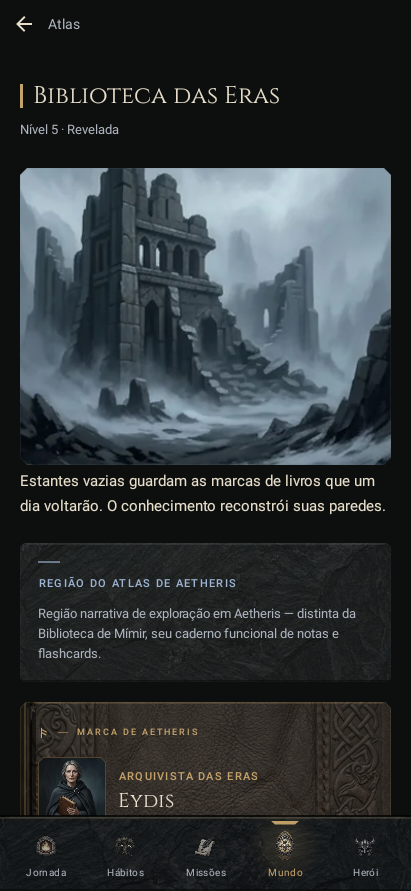 Atlas
BIBLIOTECA DAS ERAS
Nível 5 · Revelada
Estantes vazias guardam as marcas de livros que um
dia voltarão. O conhecimento reconstrói suas paredes.
REGIÃO DO ATLAS DE AETHERIS
Região narrativa de exploração em Aetheris — distinta da
Biblioteca de Mímir, seu caderno funcional de notas e
flashcards.
ᚨ — MARCA DE AETHERIS
ARQUIVISTA DAS ERAS
EYDIS
Jornada Hábitos Missões Mundo Herói